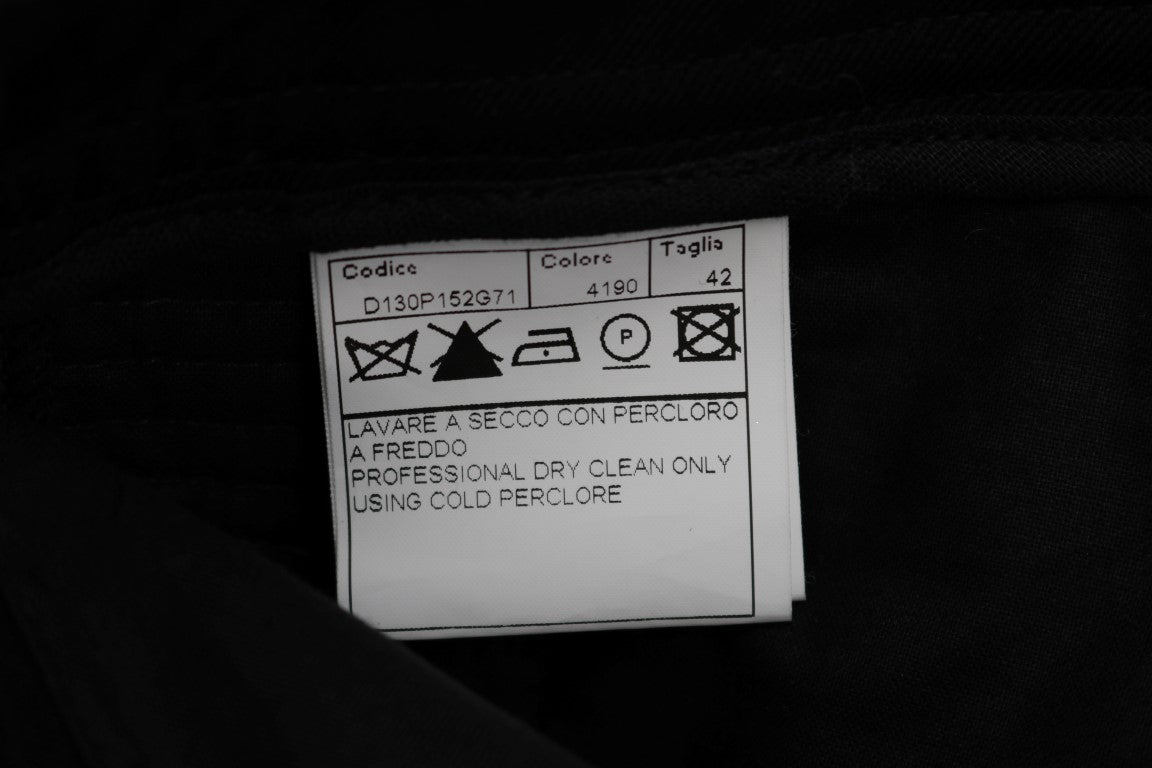 Codice Colore Taglia
D130P152G71 4190 42
P
LAVARE A SECCO CON PERCLORO
A FREDDO
PROFESSIONAL DRY CLEAN ONLY
USING COLD PERCLORE